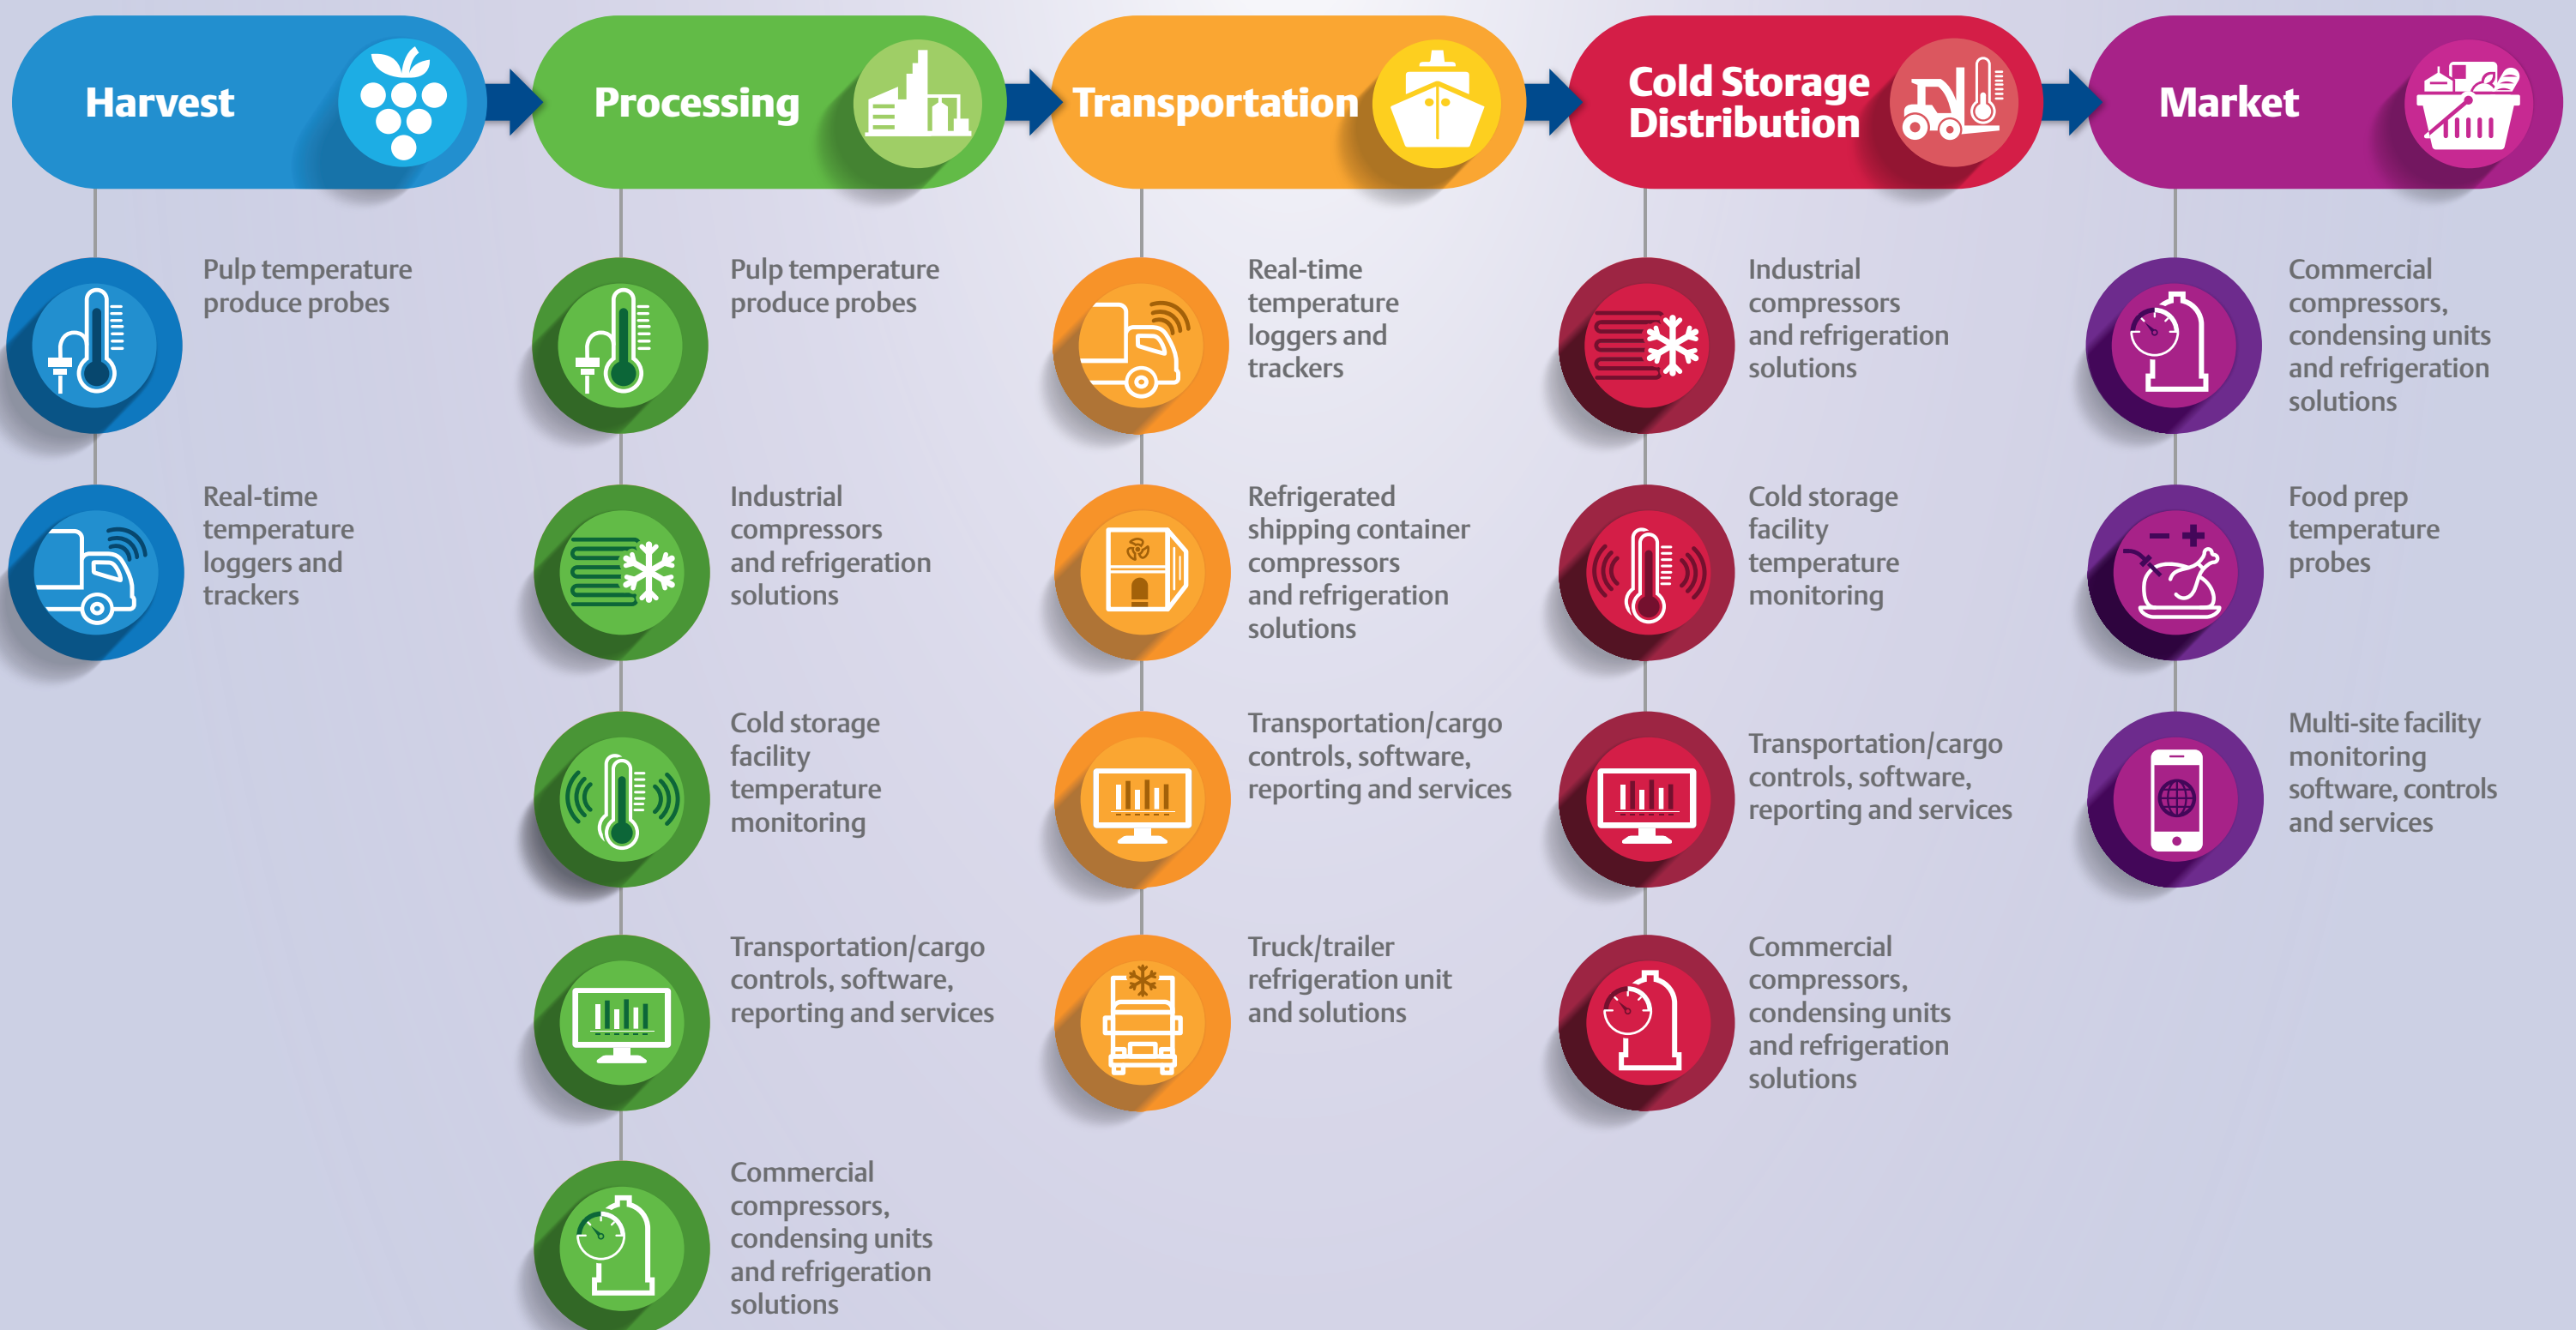 Harvest
Processing
Transportation
Cold Storage
Distribution
Market
Pulp temperature
produce probes
Real-time
temperature
loggers and
trackers
Pulp temperature
produce probes
Industrial
compressors
and refrigeration
solutions
Cold storage
facility
temperature
monitoring
Transportation/cargo
controls, software,
reporting and services
Commercial
compressors,
condensing units
and refrigeration
solutions
Real-time
temperature
loggers and
trackers
Refrigerated
shipping container
compressors
and refrigeration
solutions
Transportation/cargo
controls, software,
reporting and services
Truck/trailer
refrigeration unit
and solutions
Industrial
compressors
and refrigeration
solutions
Cold storage
facility
temperature
monitoring
Transportation/cargo
controls, software,
reporting and services
Commercial
compressors,
condensing units
and refrigeration
solutions
Commercial
compressors,
condensing units
and refrigeration
solutions
Food prep
temperature
probes
Multi-site facility
monitoring
software, controls
and services